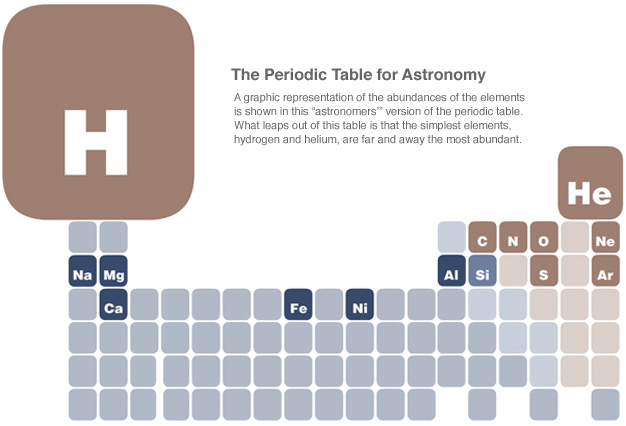 H
The Periodic Table for Astronomy
A graphic representation of the abundances of the elements
is shown in this “astronomers’” version of the periodic table.
What leaps out of this table is that the simplest elements,
hydrogen and helium, are far and away the most abundant.
He
C N O Ne
Na Mg Al Si S Ar
Ca Fe Ni